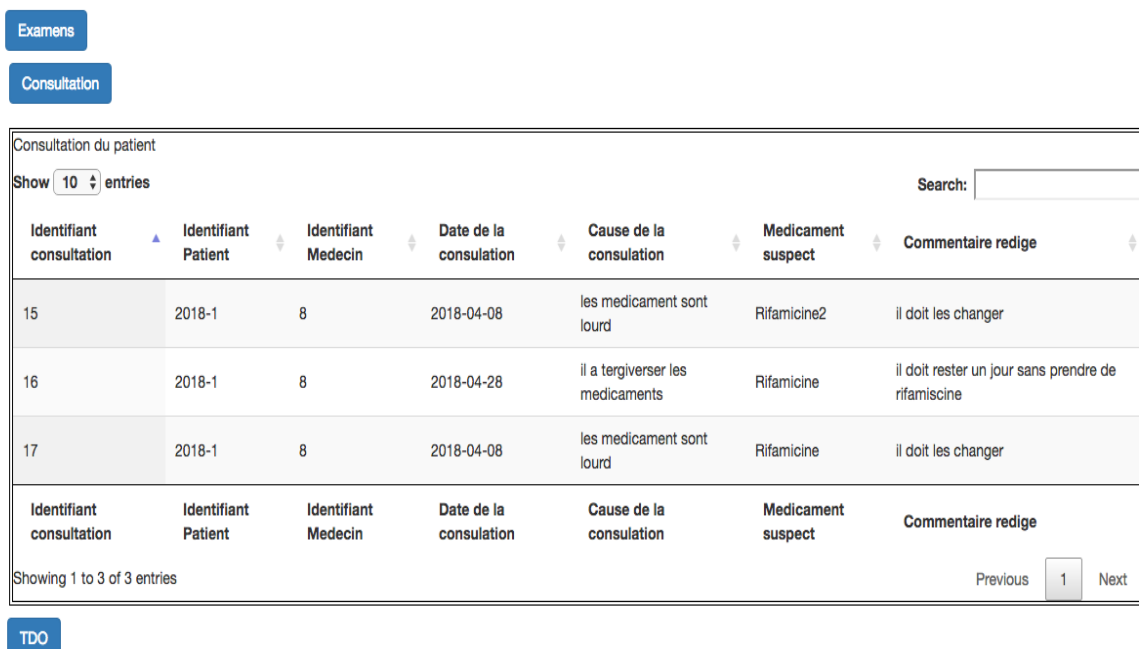 Examens
Consultation
Consultation du patient
Show 10 entries
Search:
Identifiant consultation Identifiant Patient Identifiant Medecin Date de la consulation Cause de la consulation Medicament suspect Commentaire redige
15 2018-1 8 2018-04-08 les medicament sont lourd Rifamicine2 il doit les changer
16 2018-1 8 2018-04-28 il a tergiverser les medicaments Rifamicine il doit rester un jour sans prendre de rifamiscine
17 2018-1 8 2018-04-08 les medicament sont lourd Rifamicine il doit les changer
Identifiant consultation Identifiant Patient Identifiant Medecin Date de la consulation Cause de la consulation Medicament suspect Commentaire redige
Showing 1 to 3 of 3 entries
Previous 1 Next
TDO